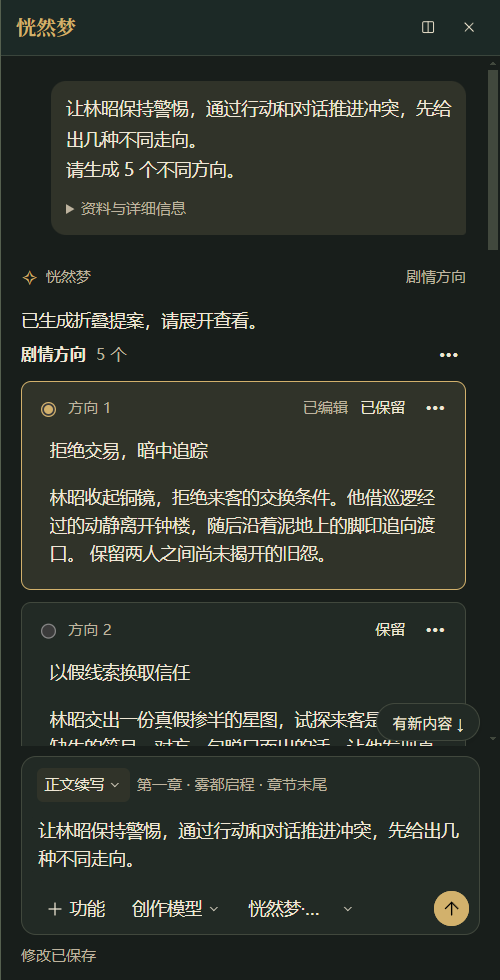 恍然梦
让林昭保持警惕，通过行动和对话推进冲突，先给
出几种不同走向。
请生成 5 个不同方向。
▶ 资料与详细信息
恍然梦
剧情方向
已生成折叠提案，请展开查看。
剧情方向 5 个
方向 1
已编辑 已保留
拒绝交易，暗中追踪
林昭收起铜镜，拒绝来客的交换条件。他借巡逻经
过的动静离开钟楼，随后沿着泥地上的脚印追向渡
口。 保留两人之间尚未揭开的旧怨。
方向 2
保留
以假线索换取信任
林昭交出一份真假掺半的星图，试探来客是
有新内容 ↓
正文续写
第一章 · 雾都启程 · 章节末尾
让林昭保持警惕，通过行动和对话推进冲突，先给出几
种不同走向。
功能
创作模型
恍然梦·...
修改已保存